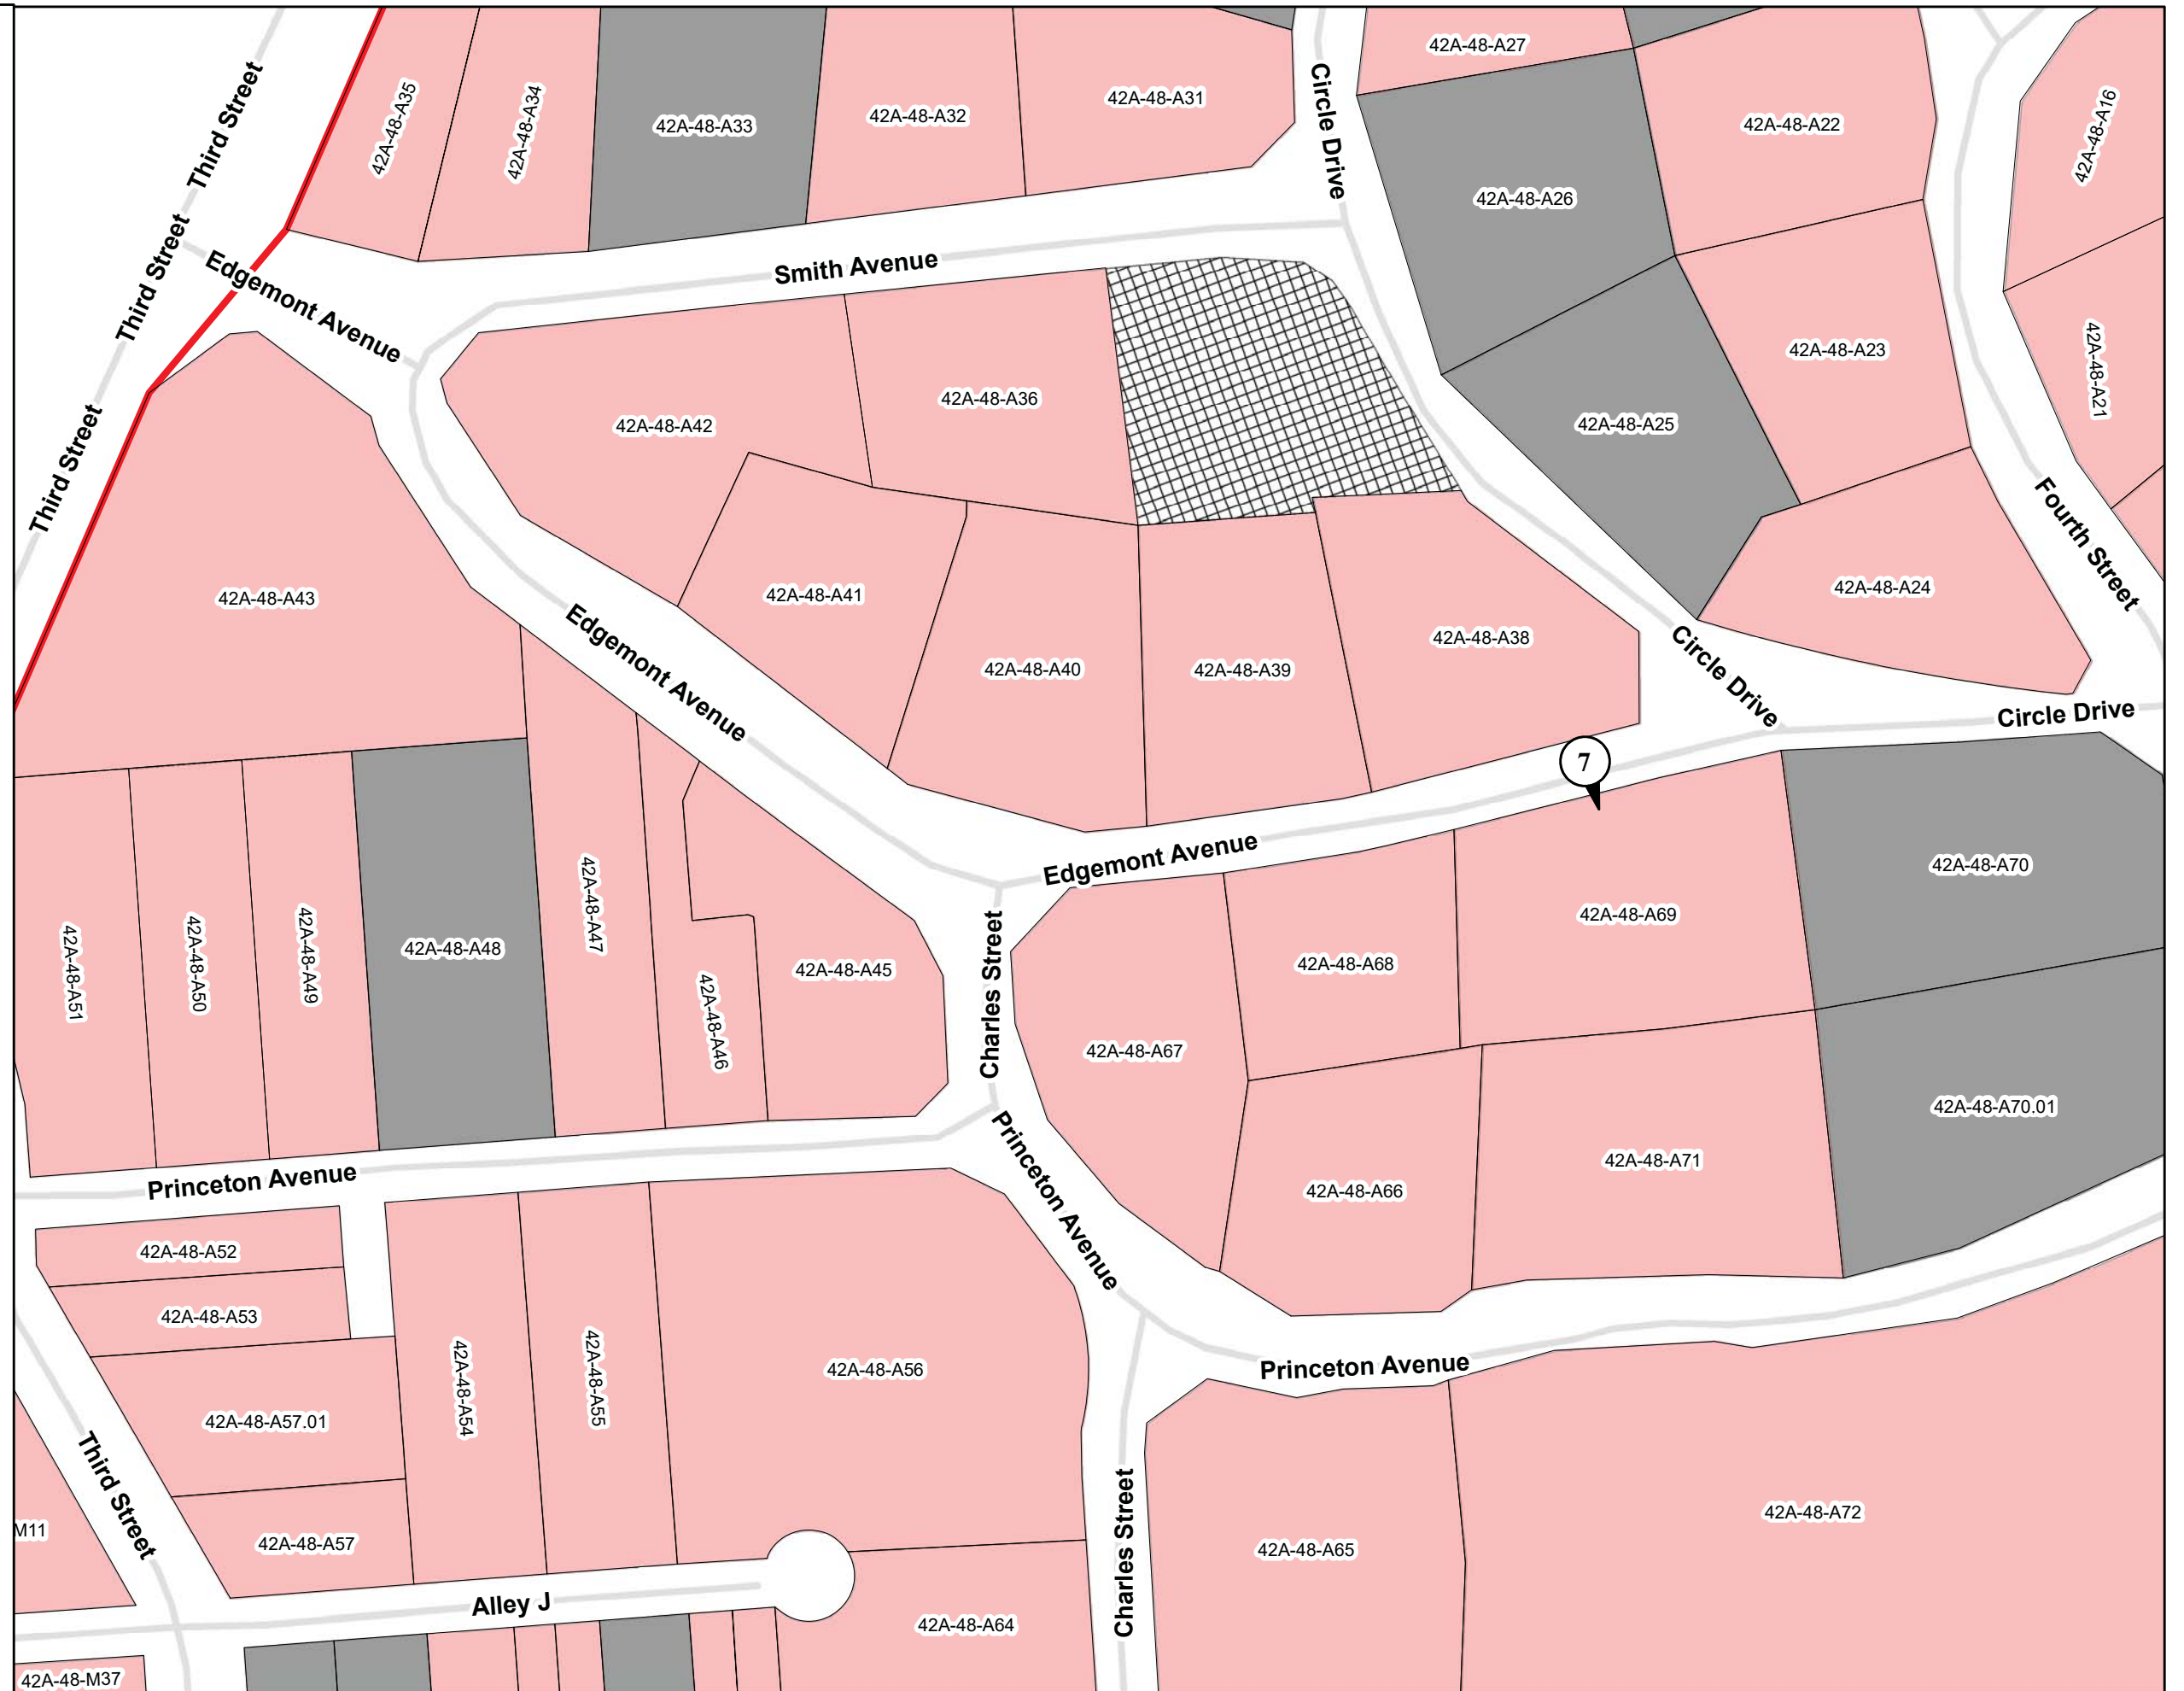 42A-48-A27
42A-48-A35
42A-48-A34
42A-48-A33
42A-48-A32
42A-48-A31
Circle Drive
42A-48-A22
42A-48-A16
Third Street
42A-48-A26
Third Street
Edgemont Avenue
Smith Avenue
42A-48-A23
42A-48-A21
42A-48-A42
42A-48-A36
42A-48-A25
Third Street
Fourth Street
42A-48-A43
42A-48-A41
42A-48-A24
42A-48-A40
42A-48-A39
42A-48-A38
Edgemont Avenue
Circle Drive
Circle Drive
7
Edgemont Avenue
42A-48-A70
42A-48-A69
42A-48-A51
42A-48-A50
42A-48-A49
42A-48-A48
42A-48-A47
42A-48-A46
42A-48-A45
Charles Street
42A-48-A68
42A-48-A67
42A-48-A70.01
Princeton Avenue
Princeton Avenue
42A-48-A66
42A-48-A71
42A-48-A52
42A-48-A53
42A-48-A54
42A-48-A55
42A-48-A56
Princeton Avenue
42A-48-A57.01
Third Street
M11
42A-48-A57
Charles Street
42A-48-A65
42A-48-A72
Alley J
42A-48-A64
42A-48-M37